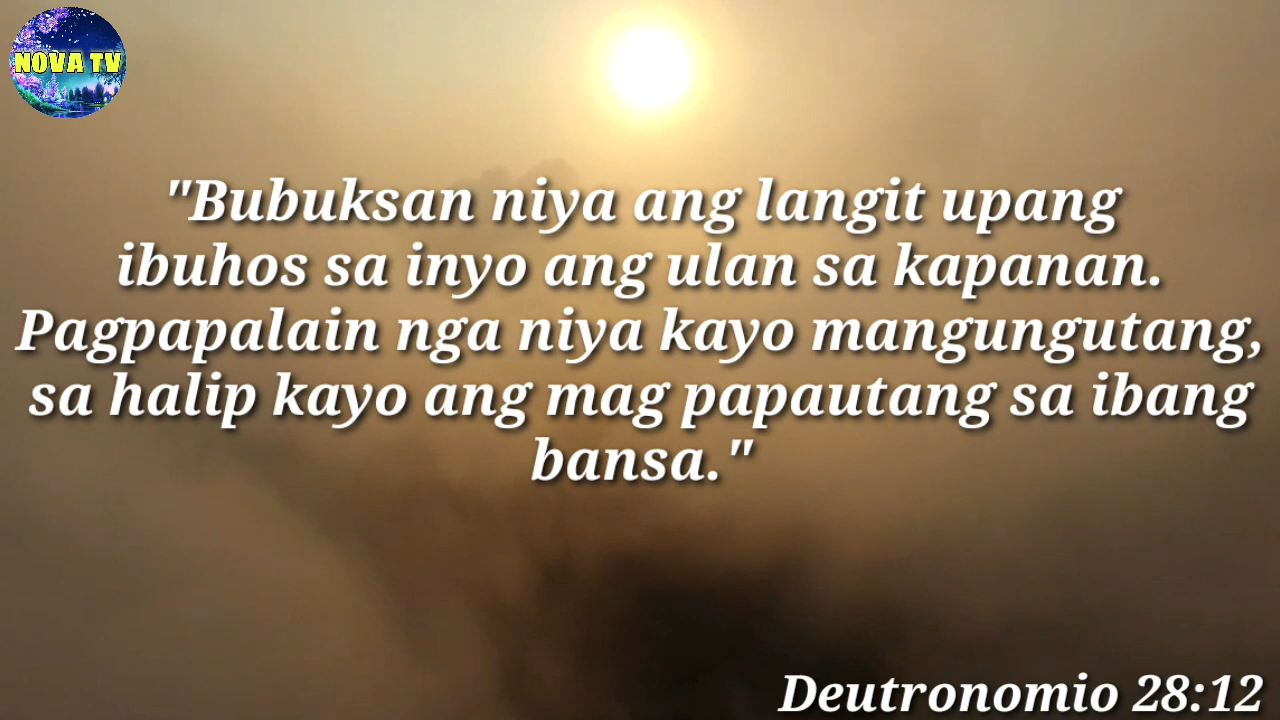 NOVA TV
"Bubuksan niya ang langit upang
ibuhos sa inyo ang ulan sa kapanan.
Pagpapalain nga niya kayo mangungutang,
sa halip kayo ang mag papautang sa ibang
bansa."
Deutronomio 28:12